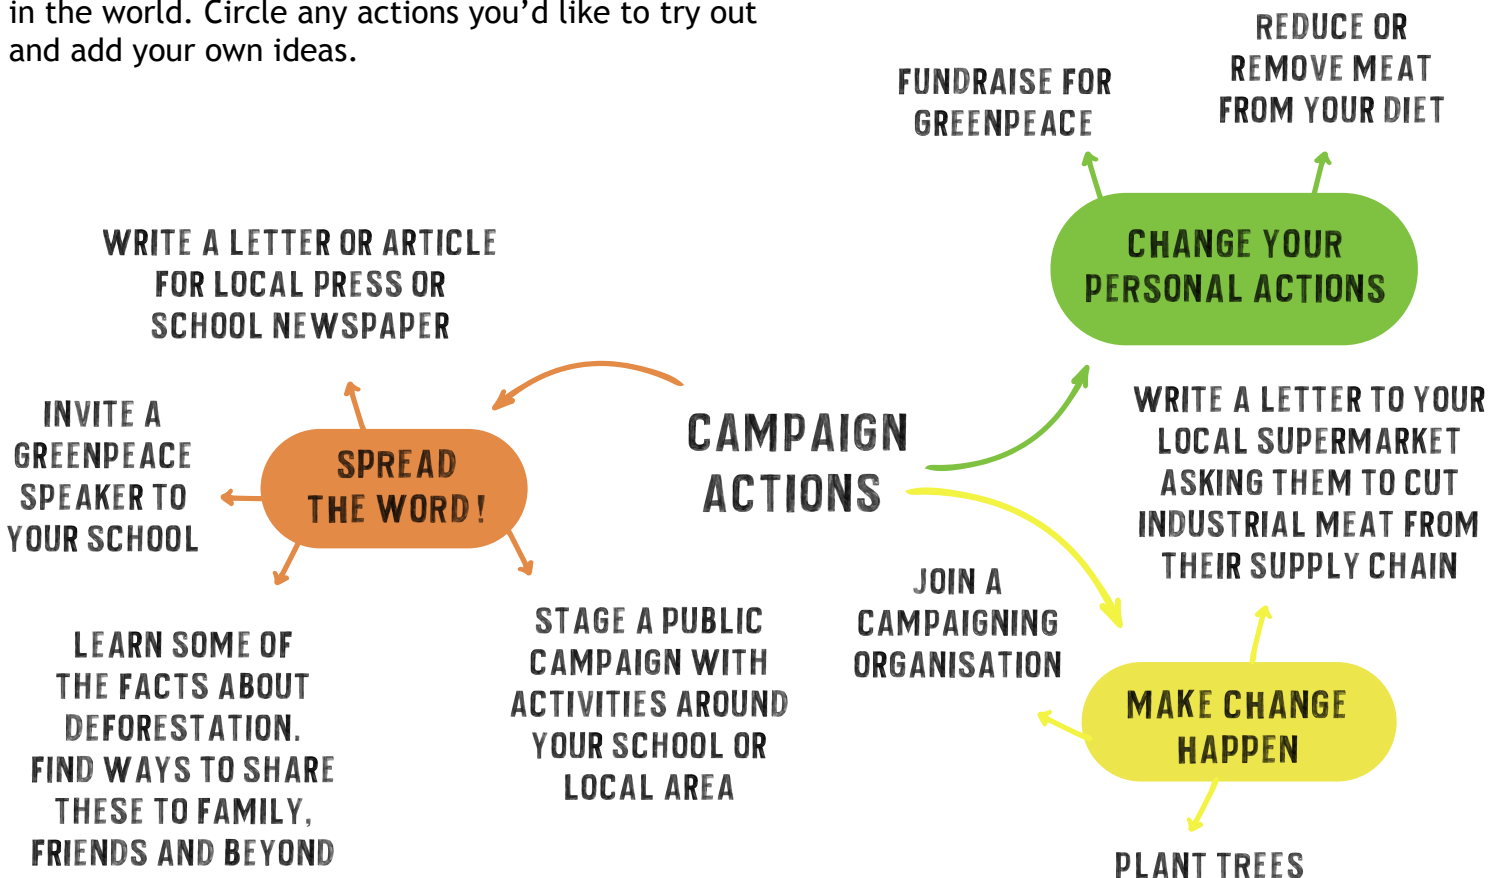 in the world. Circle any actions you’d like to try out
and add your own ideas.
FUNDRAISE FOR
GREENPEACE
REDUCE OR
REMOVE MEAT
FROM YOUR DIET
CHANGE YOUR
PERSONAL ACTIONS
WRITE A LETTER OR ARTICLE
FOR LOCAL PRESS OR
SCHOOL NEWSPAPER
INVITE A
GREENPEACE
SPEAKER TO
YOUR SCHOOL
SPREAD
THE WORD!
CAMPAIGN
ACTIONS
WRITE A LETTER TO YOUR
LOCAL SUPERMARKET
ASKING THEM TO CUT
INDUSTRIAL MEAT FROM
THEIR SUPPLY CHAIN
LEARN SOME OF
THE FACTS ABOUT
DEFORESTATION.
FIND WAYS TO SHARE
THESE TO FAMILY,
FRIENDS AND BEYOND
STAGE A PUBLIC
CAMPAIGN WITH
ACTIVITIES AROUND
YOUR SCHOOL OR
LOCAL AREA
JOIN A
CAMPAIGNING
ORGANISATION
MAKE CHANGE
HAPPEN
PLANT TREES